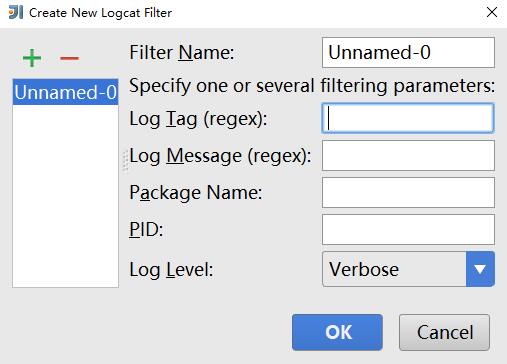 Create New Logcat Filter
Filter Name: Unnamed-0
Unnamed-0
Specify one or several filtering parameters:
Log Tag (regex):
Log Message (regex):
Package Name:
PID:
Log Level: Verbose
OK Cancel